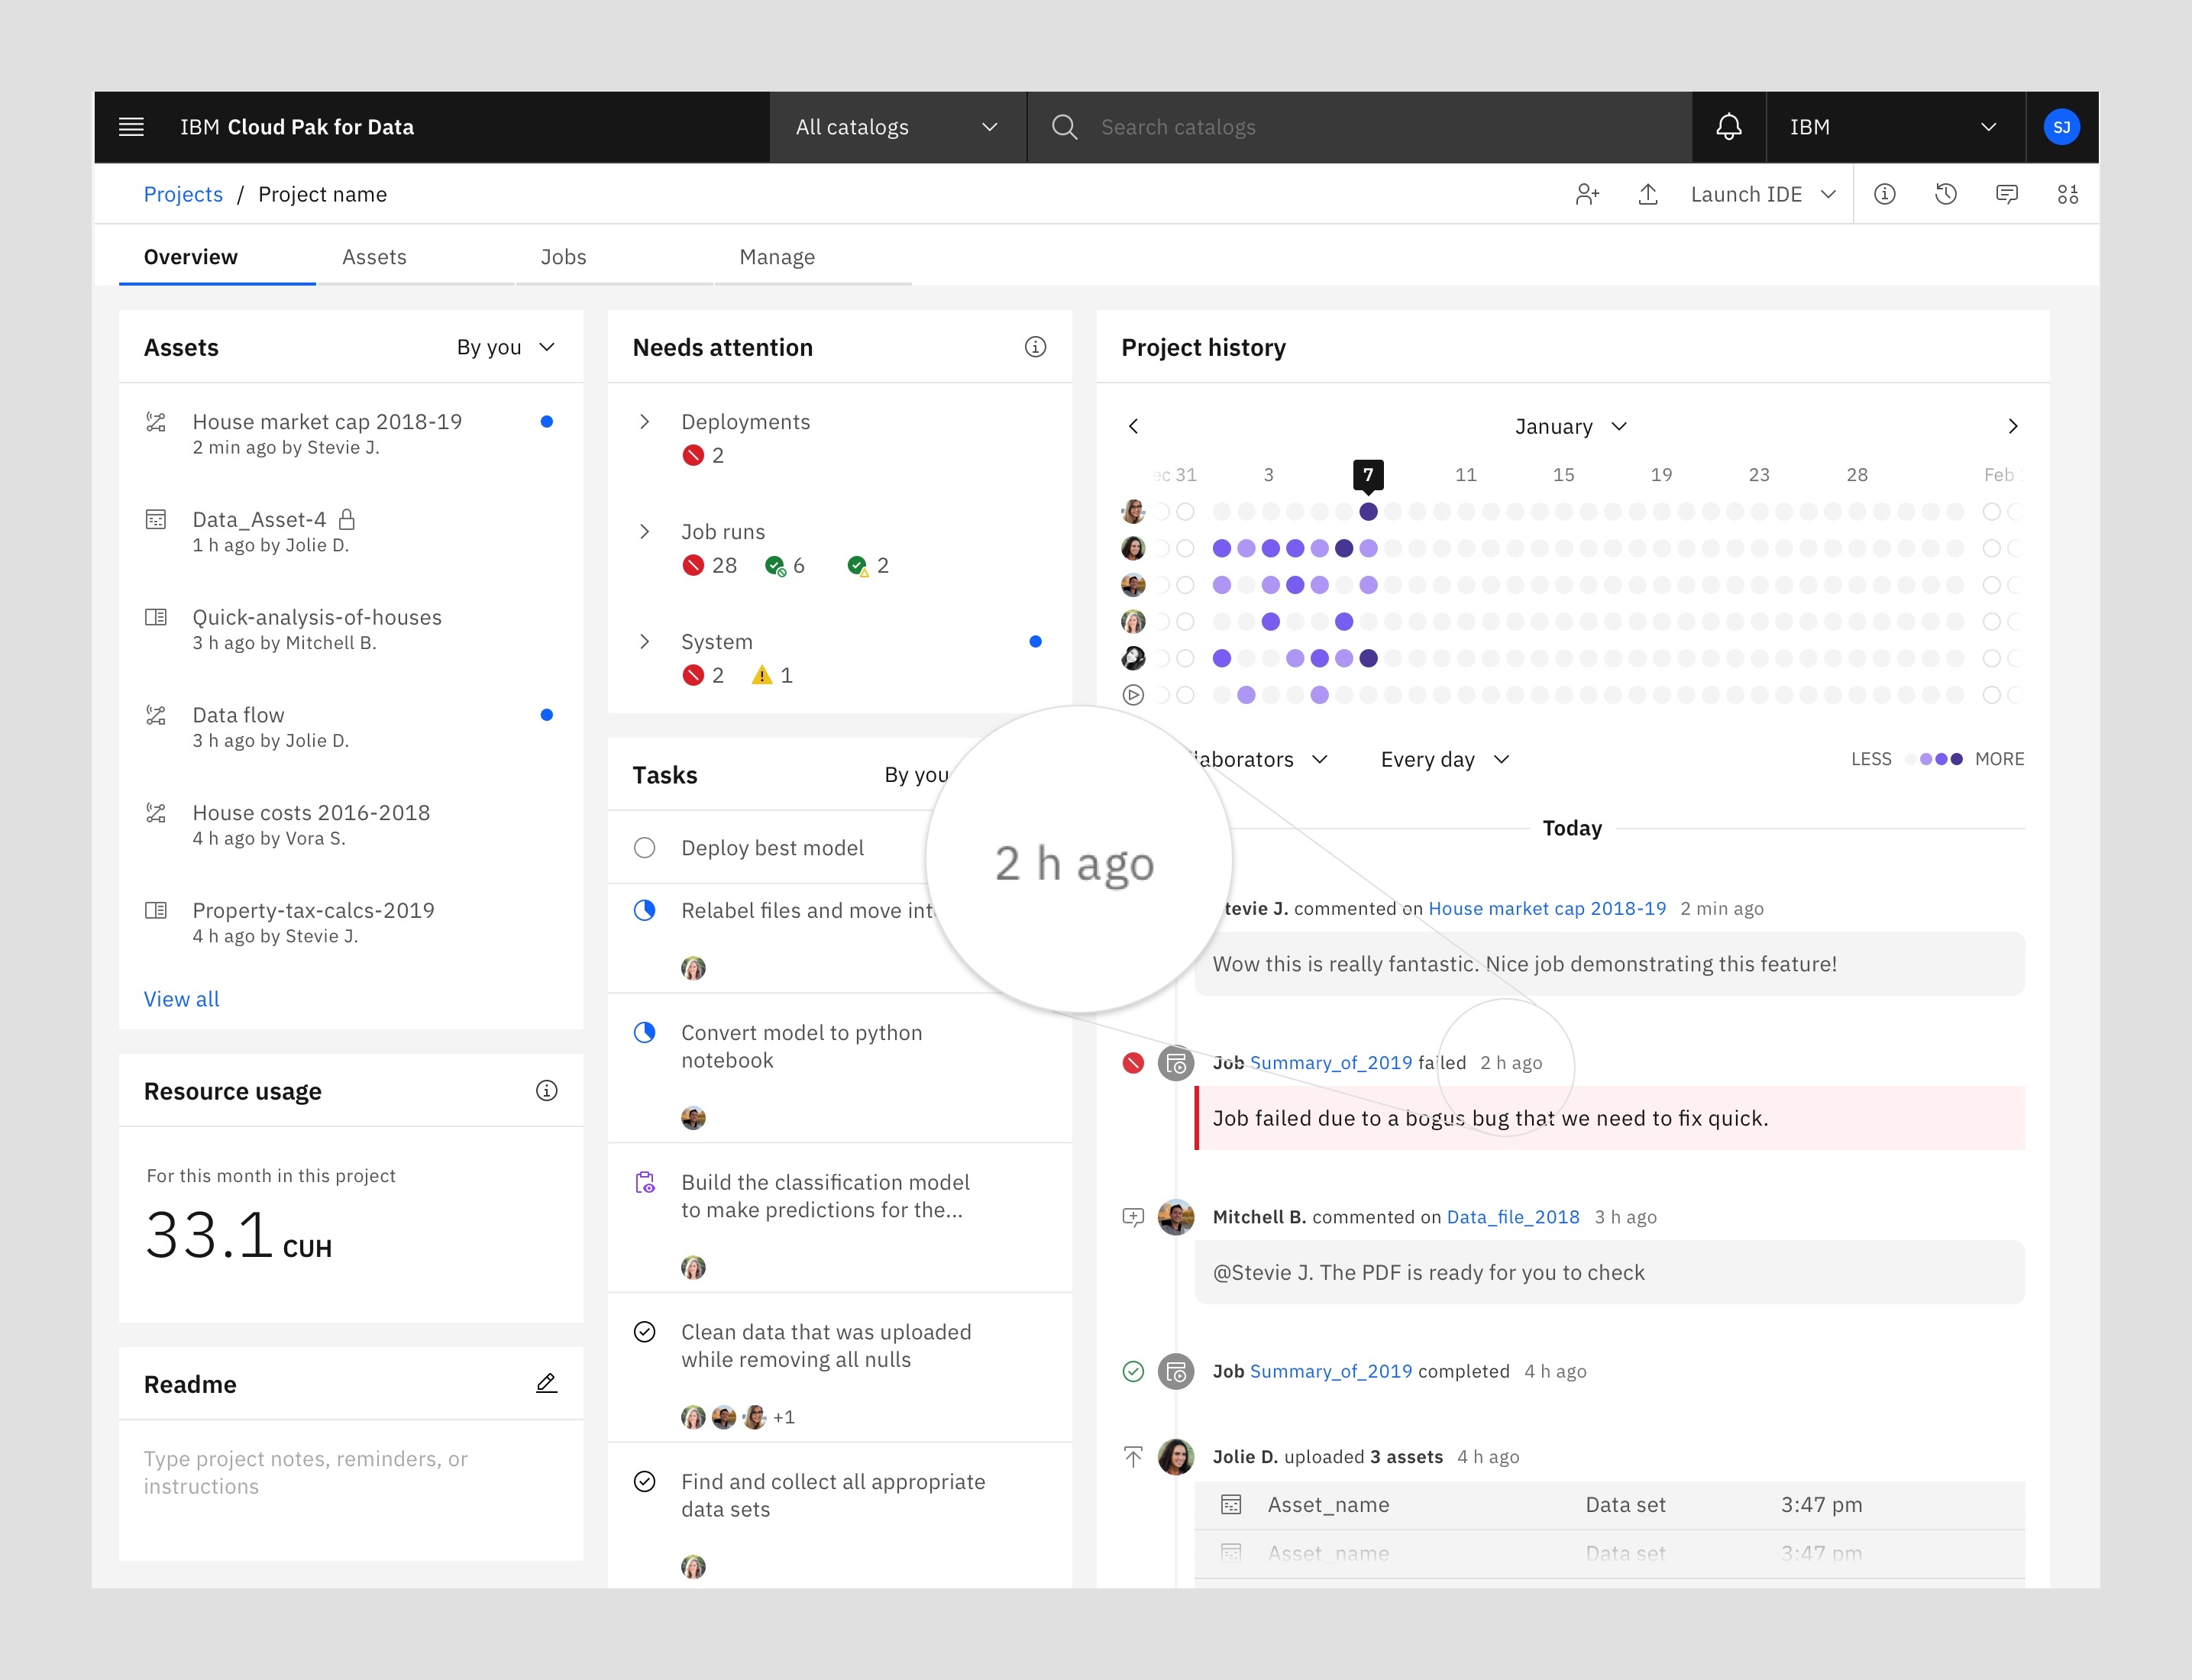 IBM Cloud Pak for Data
All catalogs
Search catalogs
IBM
SJ
Projects / Project name
Launch IDE
Overview
Assets
Jobs
Manage
Assets
By you
House market cap 2018-19
2 min ago by Stevie J.
Data_Asset-4
1 h ago by Jolie D.
Quick-analysis-of-houses
3 h ago by Mitchell B.
Data flow
3 h ago by Jolie D.
House costs 2016-2018
4 h ago by Vora S.
Property-tax-calcs-2019
4 h ago by Stevie J.
View all
Resource usage
For this month in this project
33.1 CUH
Readme
Type project notes, reminders, or
instructions
Needs attention
Deployments
2
Job runs
28 6 2
System
2 1
Tasks
By you
Deploy best model
Relabel files and move int
Convert model to python
notebook
Build the classification model
to make predictions for the...
Clean data that was uploaded
while removing all nulls
+1
Find and collect all appropriate
data sets
2 h ago
Project history
January
ec 31 3 7 11 15 19 23 28 Feb
laborators
Every day
LESS MORE
Today
tevie J. commented on House market cap 2018-19 2 min ago
Wow this is really fantastic. Nice job demonstrating this feature!
Job Summary_of_2019 failed 2 h ago
Job failed due to a bogus bug that we need to fix quick.
Mitchell B. commented on Data_file_2018 3 h ago
@Stevie J. The PDF is ready for you to check
Job Summary_of_2019 completed 4 h ago
Jolie D. uploaded 3 assets 4 h ago
Asset_name Data set 3:47 pm
Asset_name Data set 3:47 pm